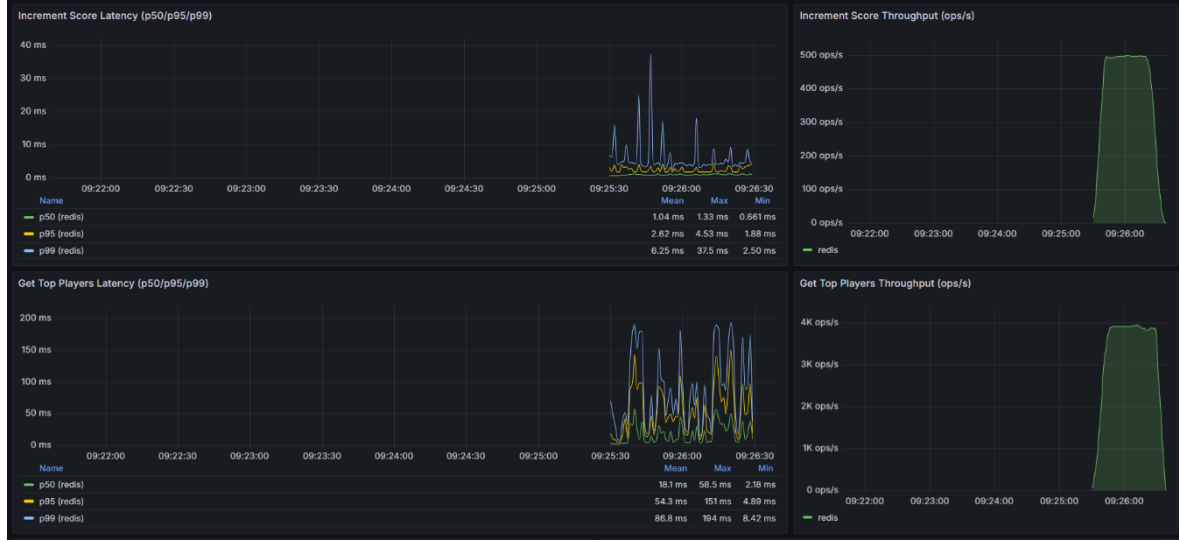 Increment Score Latency (p50/p95/p99)
40 ms
30 ms
20 ms
10 ms
0 ms
09:22:00 09:22:30 09:23:00 09:23:30 09:24:00 09:24:30 09:25:00 09:25:30 09:26:00 09:26:30
Name Mean Max Min
p50 (redis) 1.04 ms 1.33 ms 0.661 ms
p95 (redis) 2.62 ms 4.53 ms 1.88 ms
p99 (redis) 6.25 ms 37.5 ms 2.50 ms
Increment Score Throughput (ops/s)
500 ops/s
400 ops/s
300 ops/s
200 ops/s
100 ops/s
0 ops/s
09:22:00 09:23:00 09:24:00 09:25:00 09:26:00
redis
Get Top Players Latency (p50/p95/p99)
200 ms
150 ms
100 ms
50 ms
0 ms
09:22:00 09:22:30 09:23:00 09:23:30 09:24:00 09:24:30 09:25:00 09:25:30 09:26:00 09:26:30
Name Mean Max Min
p50 (redis) 18.1 ms 58.5 ms 2.18 ms
p95 (redis) 54.3 ms 151 ms 4.89 ms
p99 (redis) 86.8 ms 194 ms 8.42 ms
Get Top Players Throughput (ops/s)
4K ops/s
3K ops/s
2K ops/s
1K ops/s
0 ops/s
09:22:00 09:23:00 09:24:00 09:25:00 09:26:00
redis